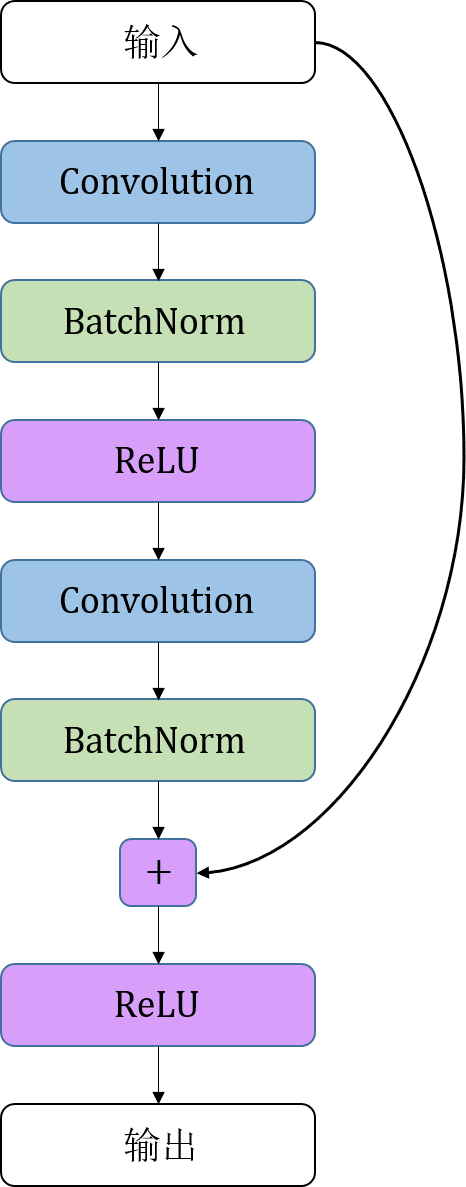 输入
Convolution
BatchNorm
ReLU
Convolution
BatchNorm
+
ReLU
输出